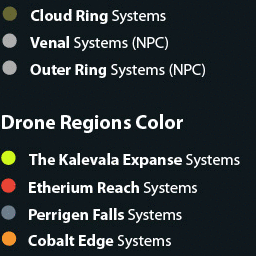 Cloud Ring Systems
Venal Systems (NPC)
Outer Ring Systems (NPC)
Drone Regions Color
The Kalevala Expanse Systems
Etherium Reach Systems
Perrigen Falls Systems
Cobalt Edge Systems